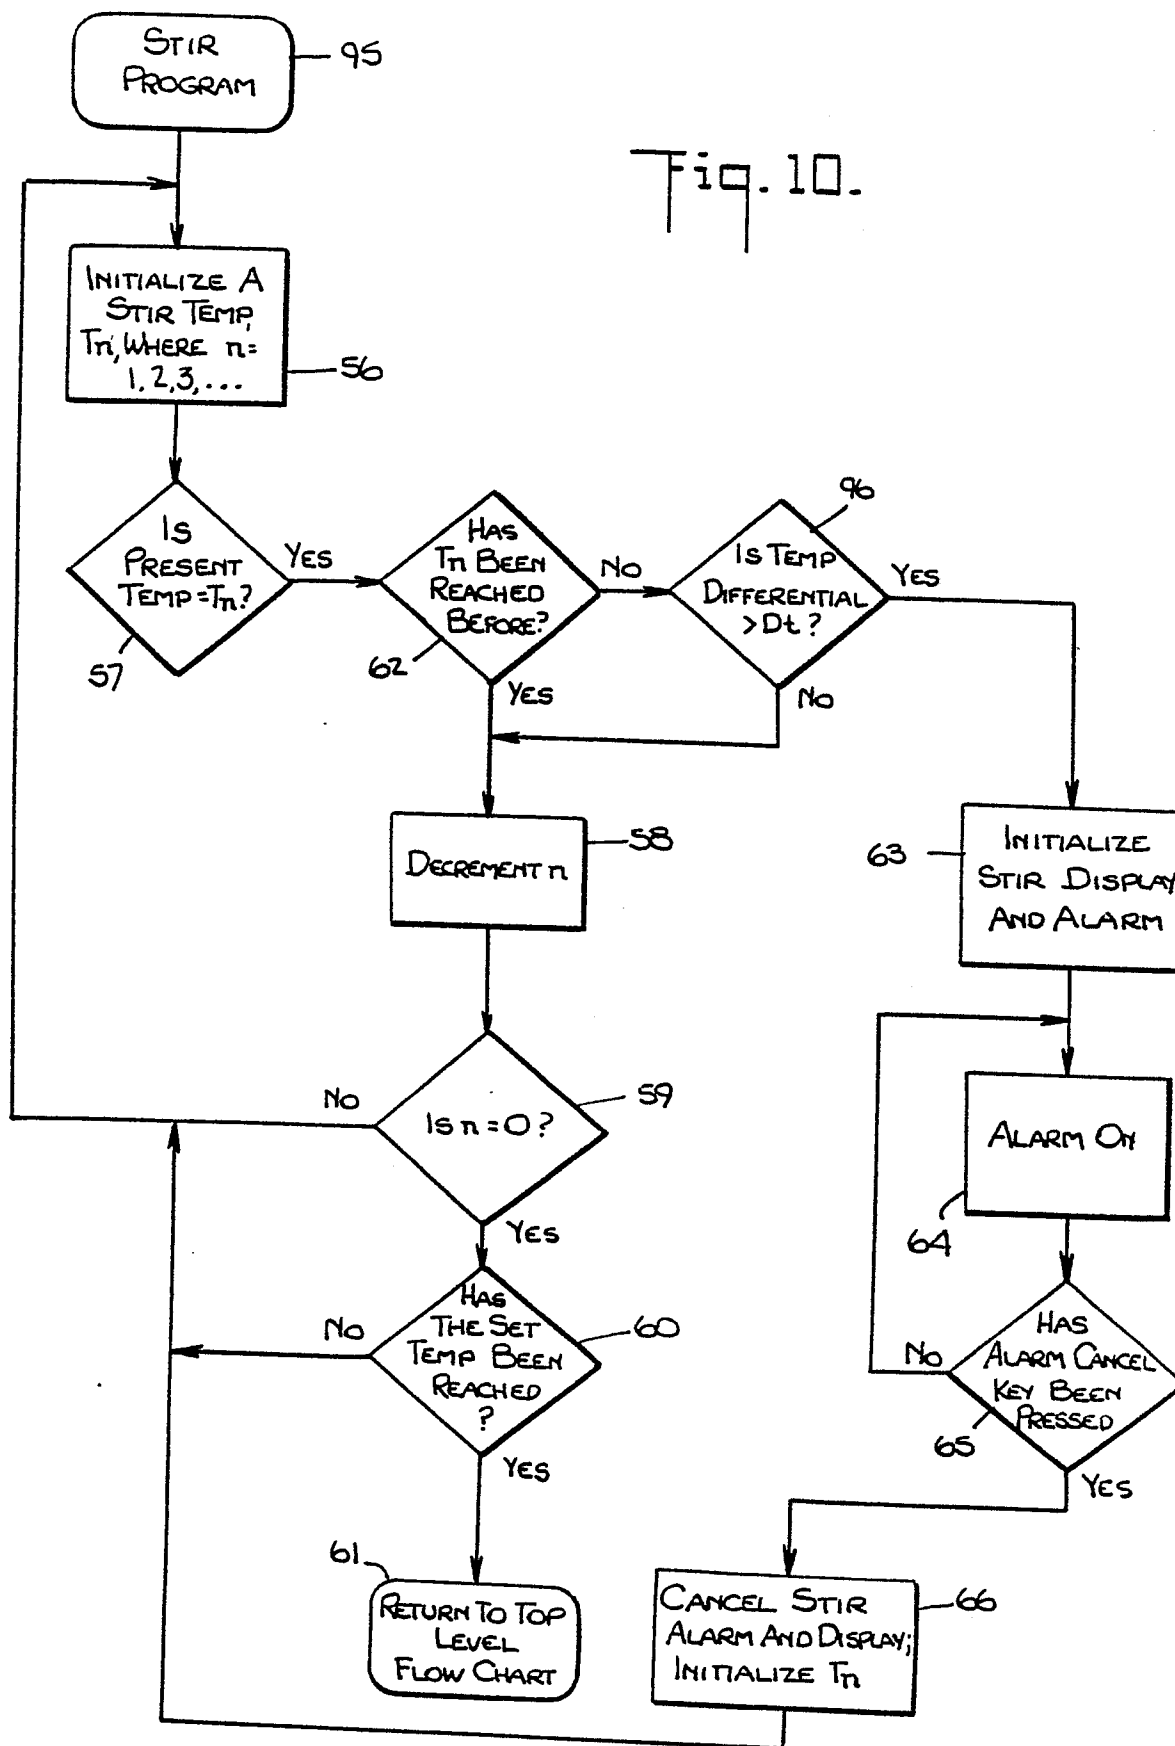 STIR
PROGRAM
95
Fig. 10.
INITIALIZE A
STIR TEMP,
Tn, WHERE n=
1, 2, 3, ...
56
IS
PRESENT
TEMP=Tn?
57
YES
HAS
Tn BEEN
REACHED
BEFORE?
62
NO
YES
96
IS TEMP
DIFFERENTIAL
>Dt?
YES
NO
DECREMENT n
58
63
INITIALIZE
STIR DISPLAY
AND ALARM
NO
IS n = 0?
59
YES
ALARM ON
64
NO
HAS
THE SET
TEMP BEEN
REACHED
?
60
YES
NO
HAS
ALARM CANCEL
KEY BEEN
PRESSED
65
YES
61
RETURN TO TOP
LEVEL
FLOW CHART
CANCEL STIR
ALARM AND DISPLAY;
INITIALIZE Tn
66